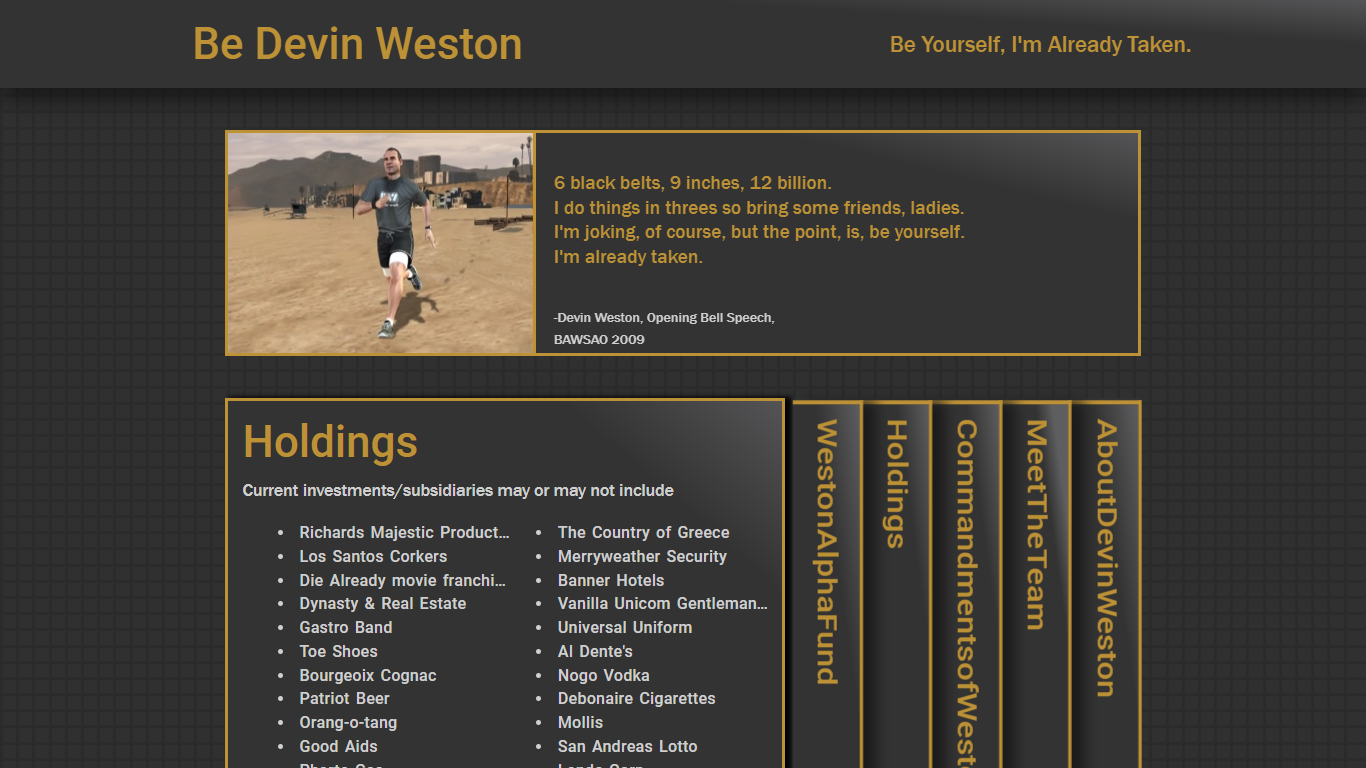 Be Devin Weston
Be Yourself, I'm Already Taken.
6 black belts, 9 inches, 12 billion.
I do things in threes so bring some friends, ladies.
I'm joking, of course, but the point, is, be yourself.
I'm already taken.
-Devin Weston, Opening Bell Speech,
BAWSAO 2009
Holdings
Current investments/subsidiaries may or may not include
Richards Majestic Product...
Los Santos Corkers
Die Already movie franchi...
Dynasty & Real Estate
Gastro Band
Toe Shoes
Bourgeoix Cognac
Patriot Beer
Orang-o-tang
Good Aids
The Country of Greece
Merryweather Security
Banner Hotels
Vanilla Unicom Gentleman...
Universal Uniform
Al Dente's
Nogo Vodka
Debonaire Cigarettes
Mollis
San Andreas Lotto
WestonAlphaFund
Holdings
CommandmentsofWest
MeetTheTeam
AboutDevinWeston